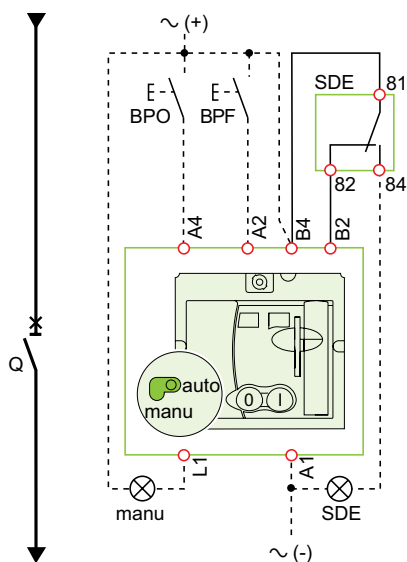 ∼ (+)
SDE
81
BPO
BPF
82
84
A4
A2
B4
B2
Q
auto
manu
0
I
L1
A1
manu
SDE
∼ (-)